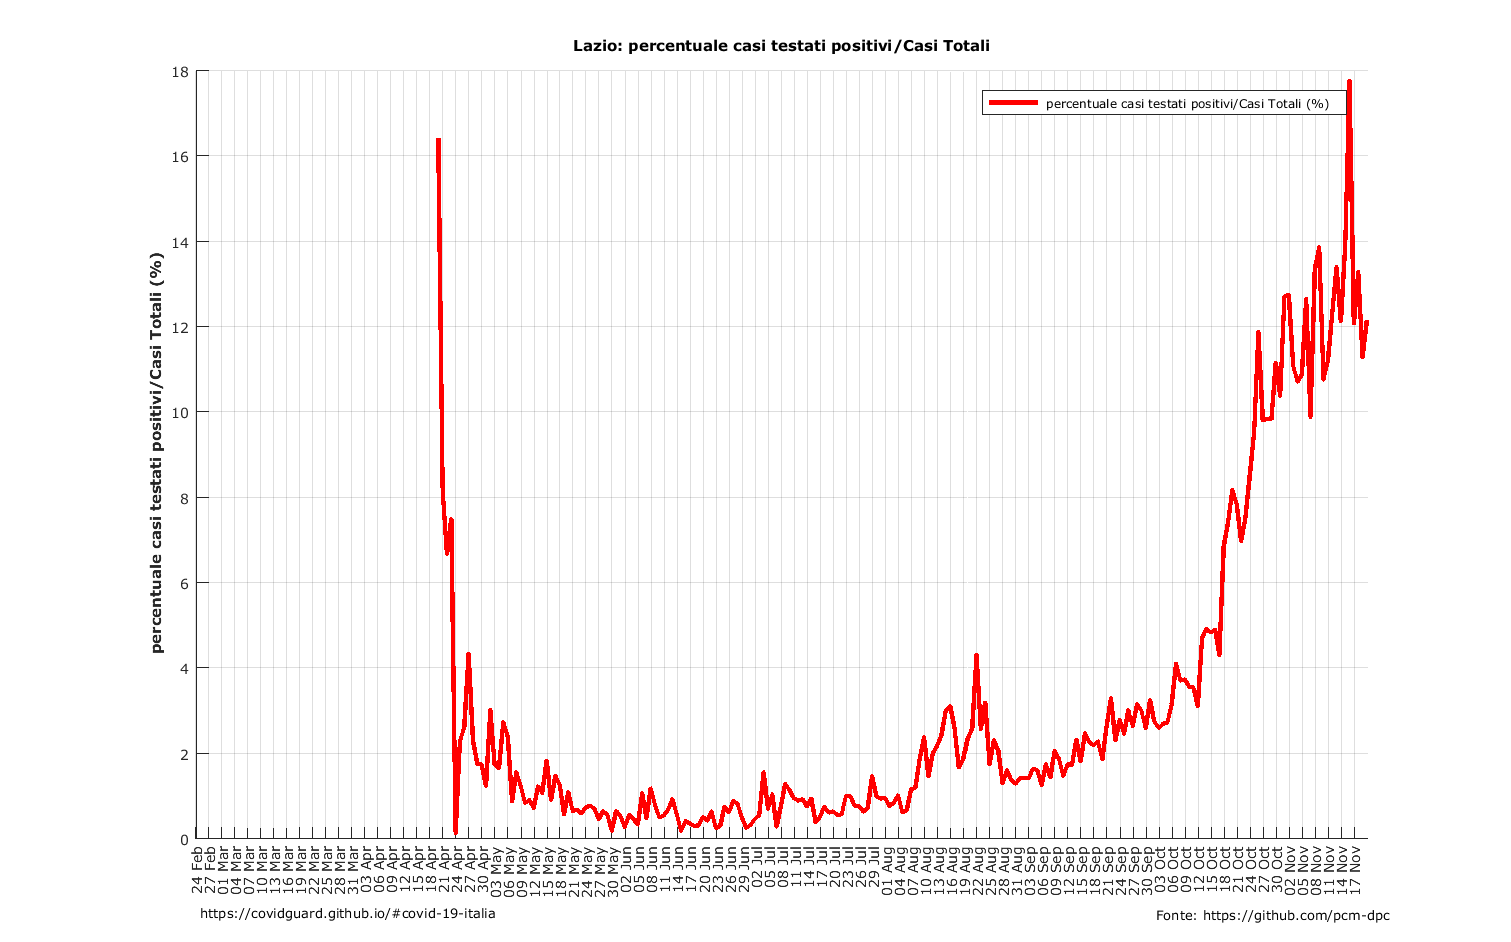 Lazio: percentuale casi testati positivi/Casi Totali
percentuale casi testati positivi/Casi Totali (%)
percentuale casi testati positivi/Casi Totali (%)
18
16
14
12
10
8
6
4
2
0
24 Feb
27 Feb
01 Mar
04 Mar
07 Mar
10 Mar
13 Mar
16 Mar
19 Mar
22 Mar
25 Mar
28 Mar
31 Mar
03 Apr
06 Apr
09 Apr
12 Apr
15 Apr
18 Apr
21 Apr
24 Apr
27 Apr
30 Apr
03 May
06 May
09 May
12 May
15 May
18 May
21 May
24 May
27 May
30 May
02 Jun
05 Jun
08 Jun
11 Jun
14 Jun
17 Jun
20 Jun
23 Jun
26 Jun
29 Jun
02 Jul
05 Jul
08 Jul
11 Jul
14 Jul
17 Jul
20 Jul
23 Jul
26 Jul
29 Jul
01 Aug
04 Aug
07 Aug
10 Aug
13 Aug
16 Aug
19 Aug
22 Aug
25 Aug
28 Aug
31 Aug
03 Sep
06 Sep
09 Sep
12 Sep
15 Sep
18 Sep
21 Sep
24 Sep
27 Sep
30 Sep
03 Oct
06 Oct
09 Oct
12 Oct
15 Oct
18 Oct
21 Oct
24 Oct
27 Oct
30 Oct
02 Nov
05 Nov
08 Nov
11 Nov
14 Nov
17 Nov
https://covidguard.github.io/#covid-19-italia
Fonte: https://github.com/pcm-dpc